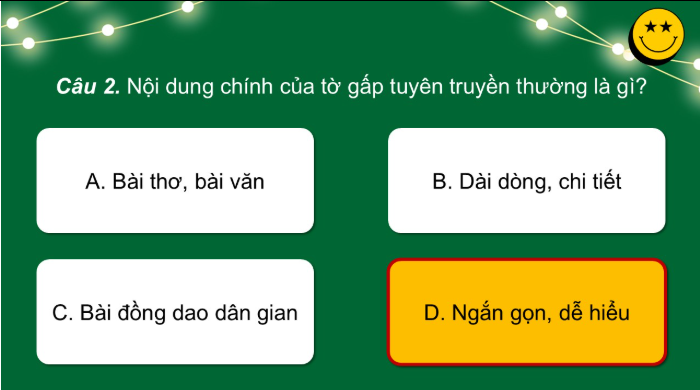 Câu 2. Nội dung chính của tờ gấp tuyên truyền thường là gì?
A. Bài thơ, bài văn
B. Dài dòng, chi tiết
C. Bài đồng dao dân gian
D. Ngắn gọn, dễ hiểu